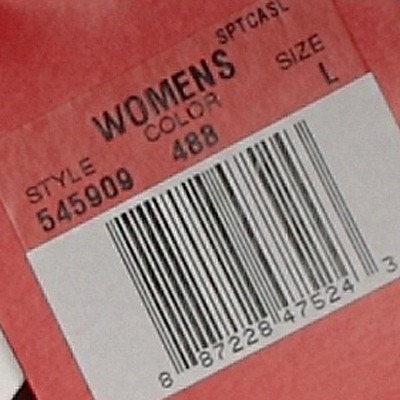 SPTCASL
WOMENS SIZE
COLOR L
STYLE 488
545909
8 87228 47524 3